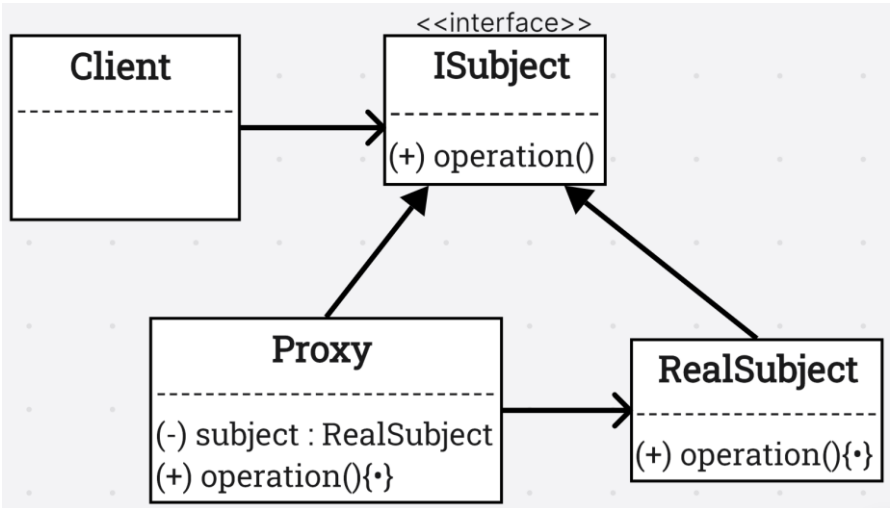 Client
<<interface>>
ISubject
(+) operation()
Proxy
(-) subject : RealSubject
(+) operation(){•}
RealSubject
(+) operation(){•}